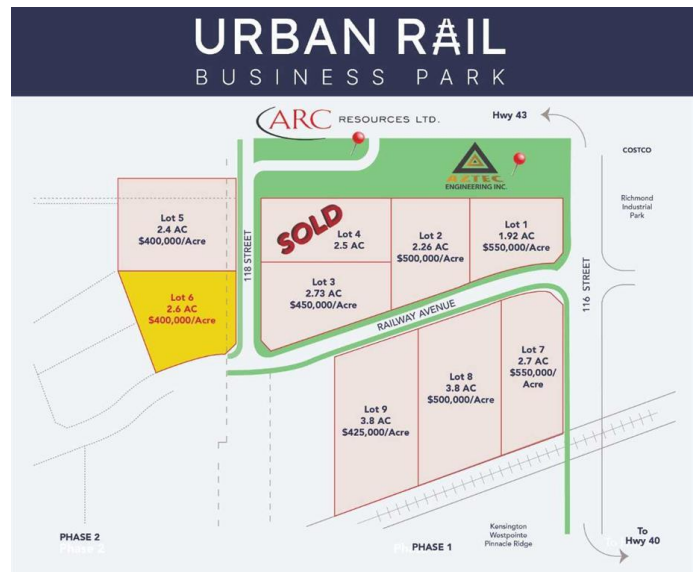 URBAN RAIL
BUSINESS PARK
ARC RESOURCES LTD.
Hwy 43
COSTCO
AZTEC
ENGINEERING INC.
Richmond
Industrial
Park
Lot 5
2.4 AC
$400,000/Acre
118 STREET
SOLD
Lot 4
2.5 AC
Lot 2
2.26 AC
$500,000/Acre
Lot 1
1.92 AC
$550,000/Acre
116 STREET
Lot 6
2.6 AC
$400,000/Acre
Lot 3
2.73 AC
$450,000/Acre
RAILWAY AVENUE
Lot 7
2.7 AC
$550,000/
Acre
Lot 8
3.8 AC
$500,000/Acre
Lot 9
3.8 AC
$425,000/Acre
PHASE 2
Phase 2
PHASE 1
Kensington
Westpointe
Pinnacle Ridge
To
Hwy 40